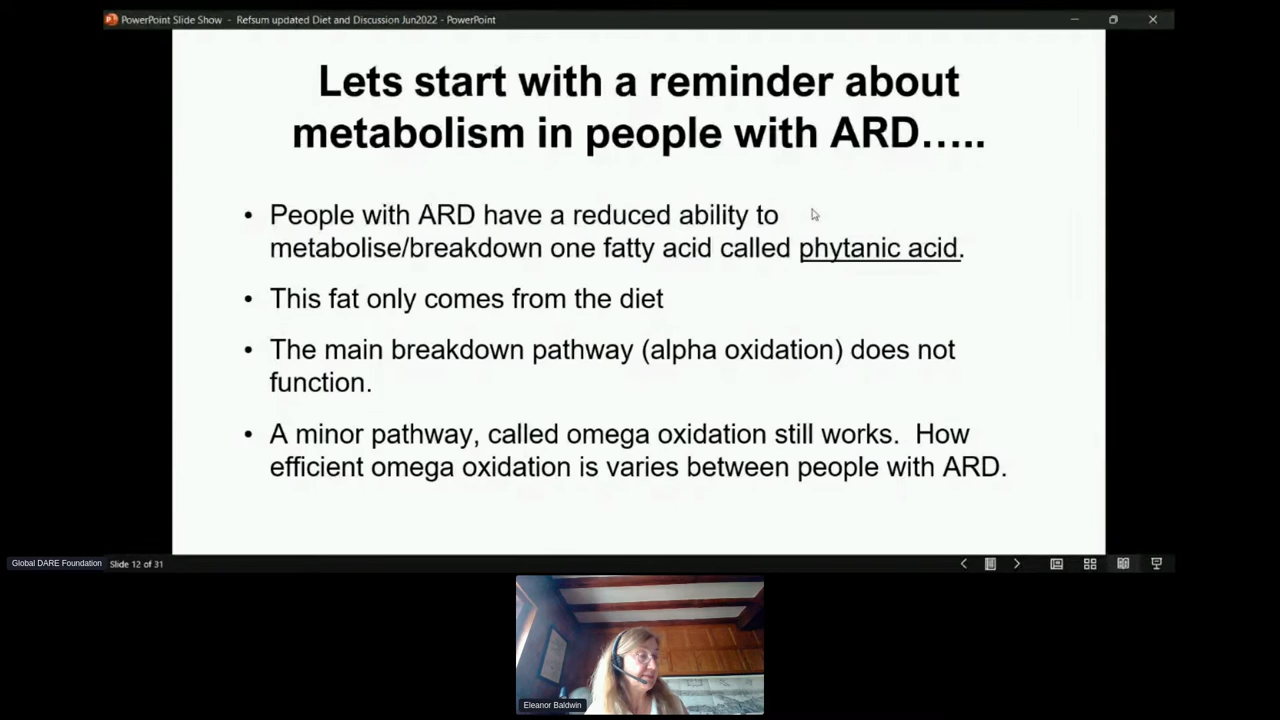 PowerPoint Slide Show - Refsum updated Diet and Discussion Jun2022 - PowerPoint
Lets start with a reminder about
metabolism in people with ARD…..
• People with ARD have a reduced ability to
metabolise/breakdown one fatty acid called phytanic acid.
• This fat only comes from the diet
• The main breakdown pathway (alpha oxidation) does not
function.
• A minor pathway, called omega oxidation still works.  How
efficient omega oxidation is varies between people with ARD.
Global DARE Foundation
Slide 12 of 31
Eleanor Baldwin